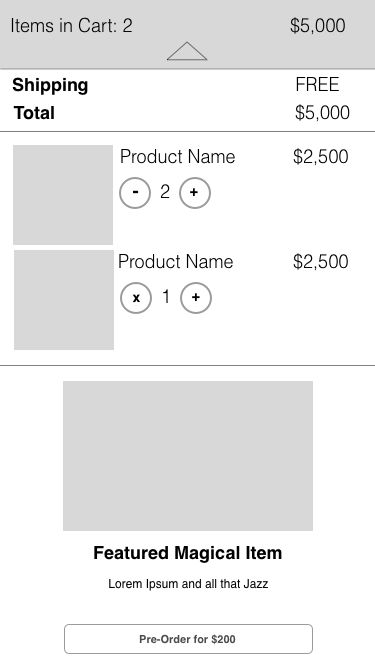 Items in Cart: 2 $5,000
Shipping FREE
Total $5,000
Product Name $2,500
- 2 +
Product Name $2,500
x 1 +
Featured Magical Item
Lorem Ipsum and all that Jazz
Pre-Order for $200